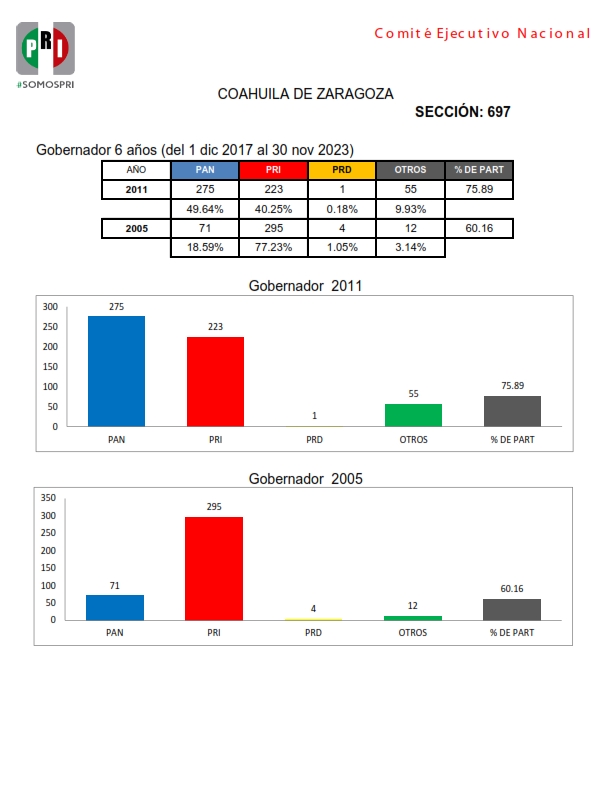 PRI
#SOMOSPRI
Comité Ejecutivo Nacional
COAHUILA DE ZARAGOZA
SECCIÓN: 697
Gobernador 6 años (del 1 dic 2017 al 30 nov 2023)
AÑO PAN PRI PRD OTROS % DE PART
2011 275 223 1 55 75.89
49.64% 40.25% 0.18% 9.93%
2005 71 295 4 12 60.16
18.59% 77.23% 1.05% 3.14%
Gobernador 2011
300
250
200
150
100
50
0
275
223
1
55
75.89
PAN PRI PRD OTROS % DE PART
Gobernador 2005
350
300
250
200
150
100
50
0
71
295
4
12
60.16
PAN PRI PRD OTROS % DE PART